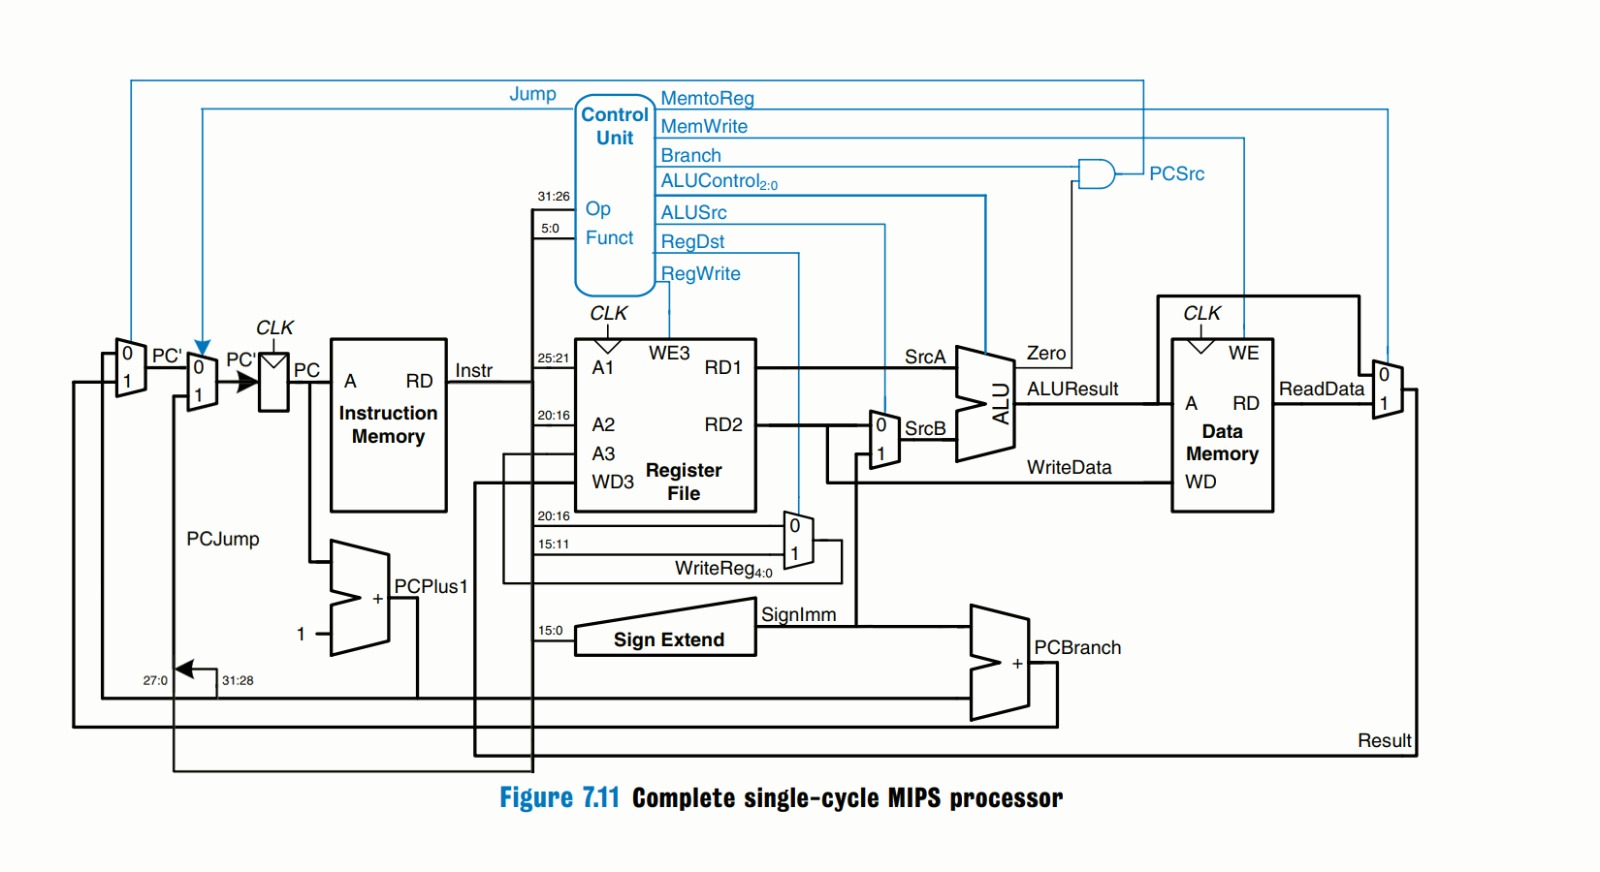 Jump
Control
Unit
MemtoReg
MemWrite
Branch
PCSrc
ALUControl2:0
31:26
Op
ALUSrc
5:0
Funct
RegDst
RegWrite
CLK
CLK
CLK
0
1
PC'
0
1
PC'
PC
A
RD
Instruction
Memory
Instr
25:21
A1
WE3
RD1
20:16
A2
RD2
A3
WD3
Register
File
SrcA
0
1
SrcB
ALU
Zero
ALUResult
WriteData
WE
A
RD
Data
Memory
WD
ReadData
0
1
20:16
0
15:11
1
WriteReg4:0
PCJump
PCPlus1
+
1
15:0
Sign Extend
SignImm
PCBranch
+
27:0
31:28
Result
Figure 7.11 Complete single-cycle MIPS processor